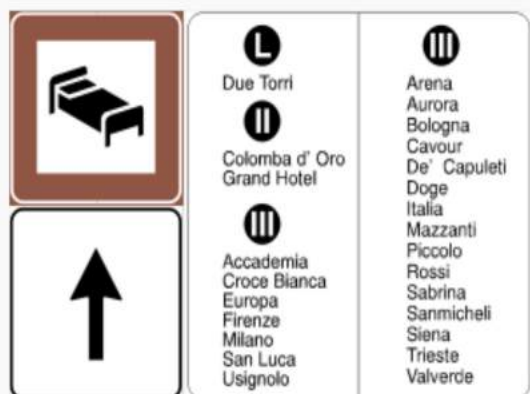 L
Due Torri
II
Colomba d' Oro
Grand Hotel
III
Accademia
Croce Bianca
Europa
Firenze
Milano
San Luca
Usignolo
III
Arena
Aurora
Bologna
Cavour
De' Capuleti
Doge
Italia
Mazzanti
Piccolo
Rossi
Sabrina
Sanmicheli
Siena
Trieste
Valverde